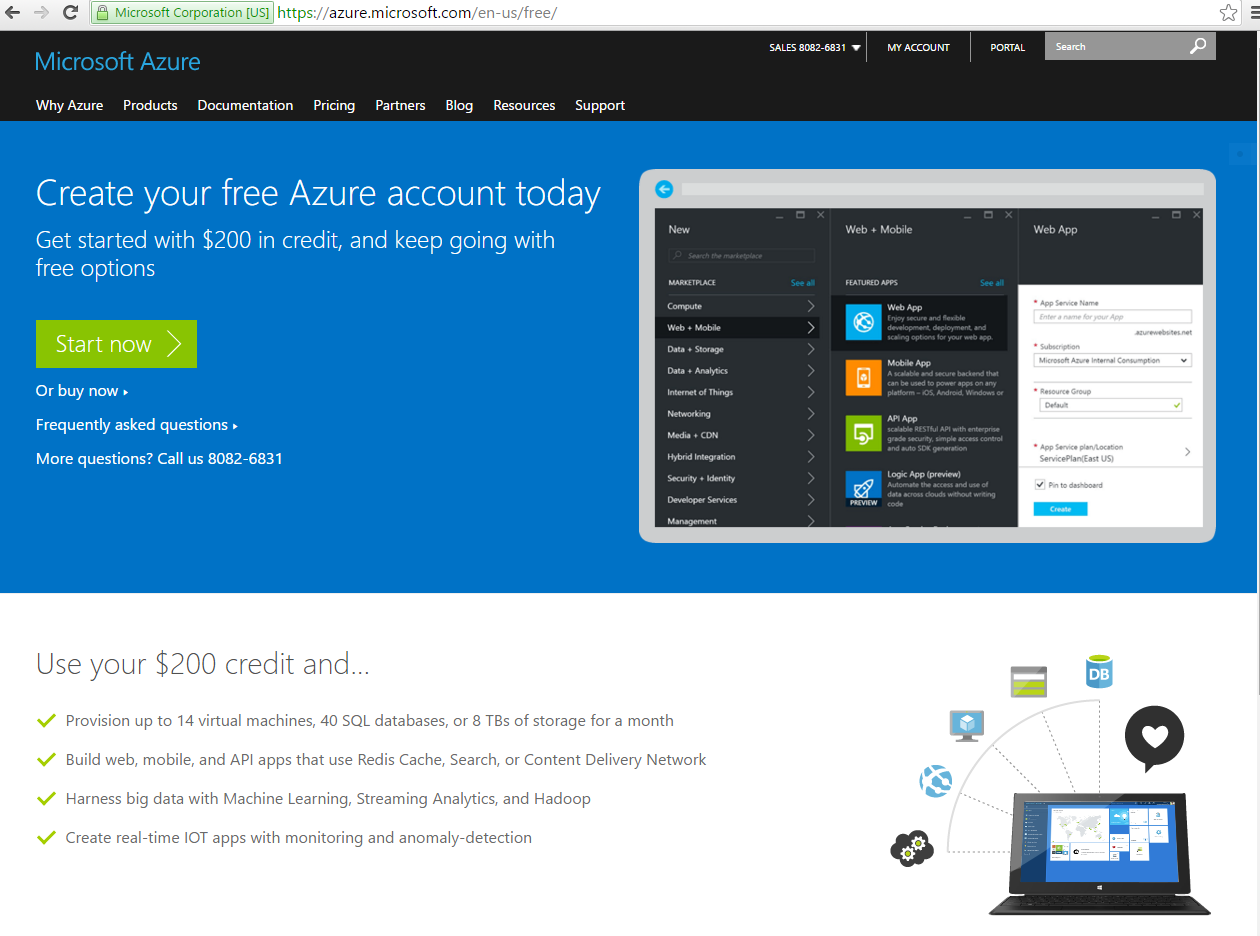 Microsoft Corporation [US] https://azure.microsoft.com/en-us/free/
Microsoft Azure
SALES 8082-6831 MY ACCOUNT PORTAL Search
Why Azure Products Documentation Pricing Partners Blog Resources Support
Create your free Azure account today
Get started with $200 in credit, and keep going with
free options
Start now
Or buy now
Frequently asked questions
More questions? Call us 8082-6831
New
Search the marketplace
MARKETPLACE See all
Compute
Web + Mobile
Data + Storage
Data + Analytics
Internet of Things
Networking
Media + CDN
Hybrid Integration
Security + Identity
Developer Services
Management
Web + Mobile
FEATURED APPS See all
Web App
Enjoy secure and flexible
development, deployment, and
scaling options for your web app.
Mobile App
A scalable and secure backend that
can be used to power apps on any
platform – iOS, Android, Windows or
API App
scalable RESTful API with enterprise
grade security, simple access control
and auto SDK generation
Logic App (preview)
Automate the access and use of
data across clouds without writing
code
PREVIEW
Web App
* App Service Name
Enter a name for your App
.azurewebsites.net
* Subscription
Microsoft Azure Internal Consumption
* Resource Group
Default
* App Service plan/Location
ServicePlan(East US)
Pin to dashboard
Create
Use your $200 credit and...
Provision up to 14 virtual machines, 40 SQL databases, or 8 TBs of storage for a month
Build web, mobile, and API apps that use Redis Cache, Search, or Content Delivery Network
Harness big data with Machine Learning, Streaming Analytics, and Hadoop
Create real-time IOT apps with monitoring and anomaly-detection
DB